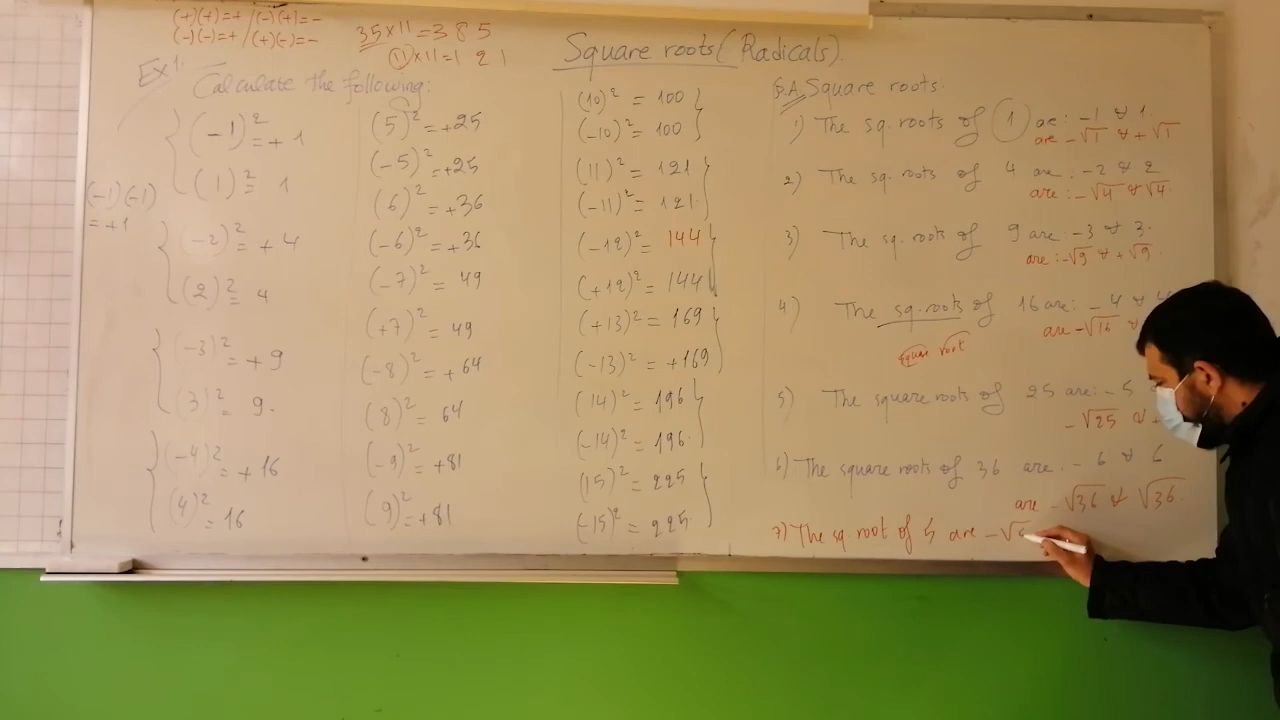 (+)(+)=+ / (-)(+)=-
(-)(-)=+ / (+)(-)=-
35×11=385
11×11=121
Square roots (Radicals).
Ex1:
Calculate the following:
(-1)²=+1
(1)²=1
(-1)(-1)
=+1
(-2)²=+4
(2)²=4
(-3)²=+9
(3)²=9.
(-4)²=+16
(4)²=16
(5)²=+25
(-5)²=+25
(6)²=+36
(-6)²=+36
(-7)²=49
(+7)²=49
(-8)²=+64
(8)²=64
(-9)²=+81
(9)²=+81
(10)²=100
(-10)²=100
(11)²=121
(-11)²=121.
(-12)²=144
(+12)²=144
(+13)²=169
(-13)²=+169
(14)²=196
(-14)²=196.
(15)²=225
(-15)²=225.
Square roots.
1) The sq. roots of 1 are: -1 & 1.
are -√1 & +√1
2) The sq. roots of 4 are: -2 & 2
are: -√4 & √4.
3) The sq. roots of 9 are: -3 & 3.
are: -√9 & +√9.
4) The sq. roots of 16 are: -4 &
are -√16 &
square root
5) The square roots of 25 are: -5
-√25 & +
6) The square roots of 36 are: -6 & 6
are -√36 & √36.
7) The sq root of 5 are -√